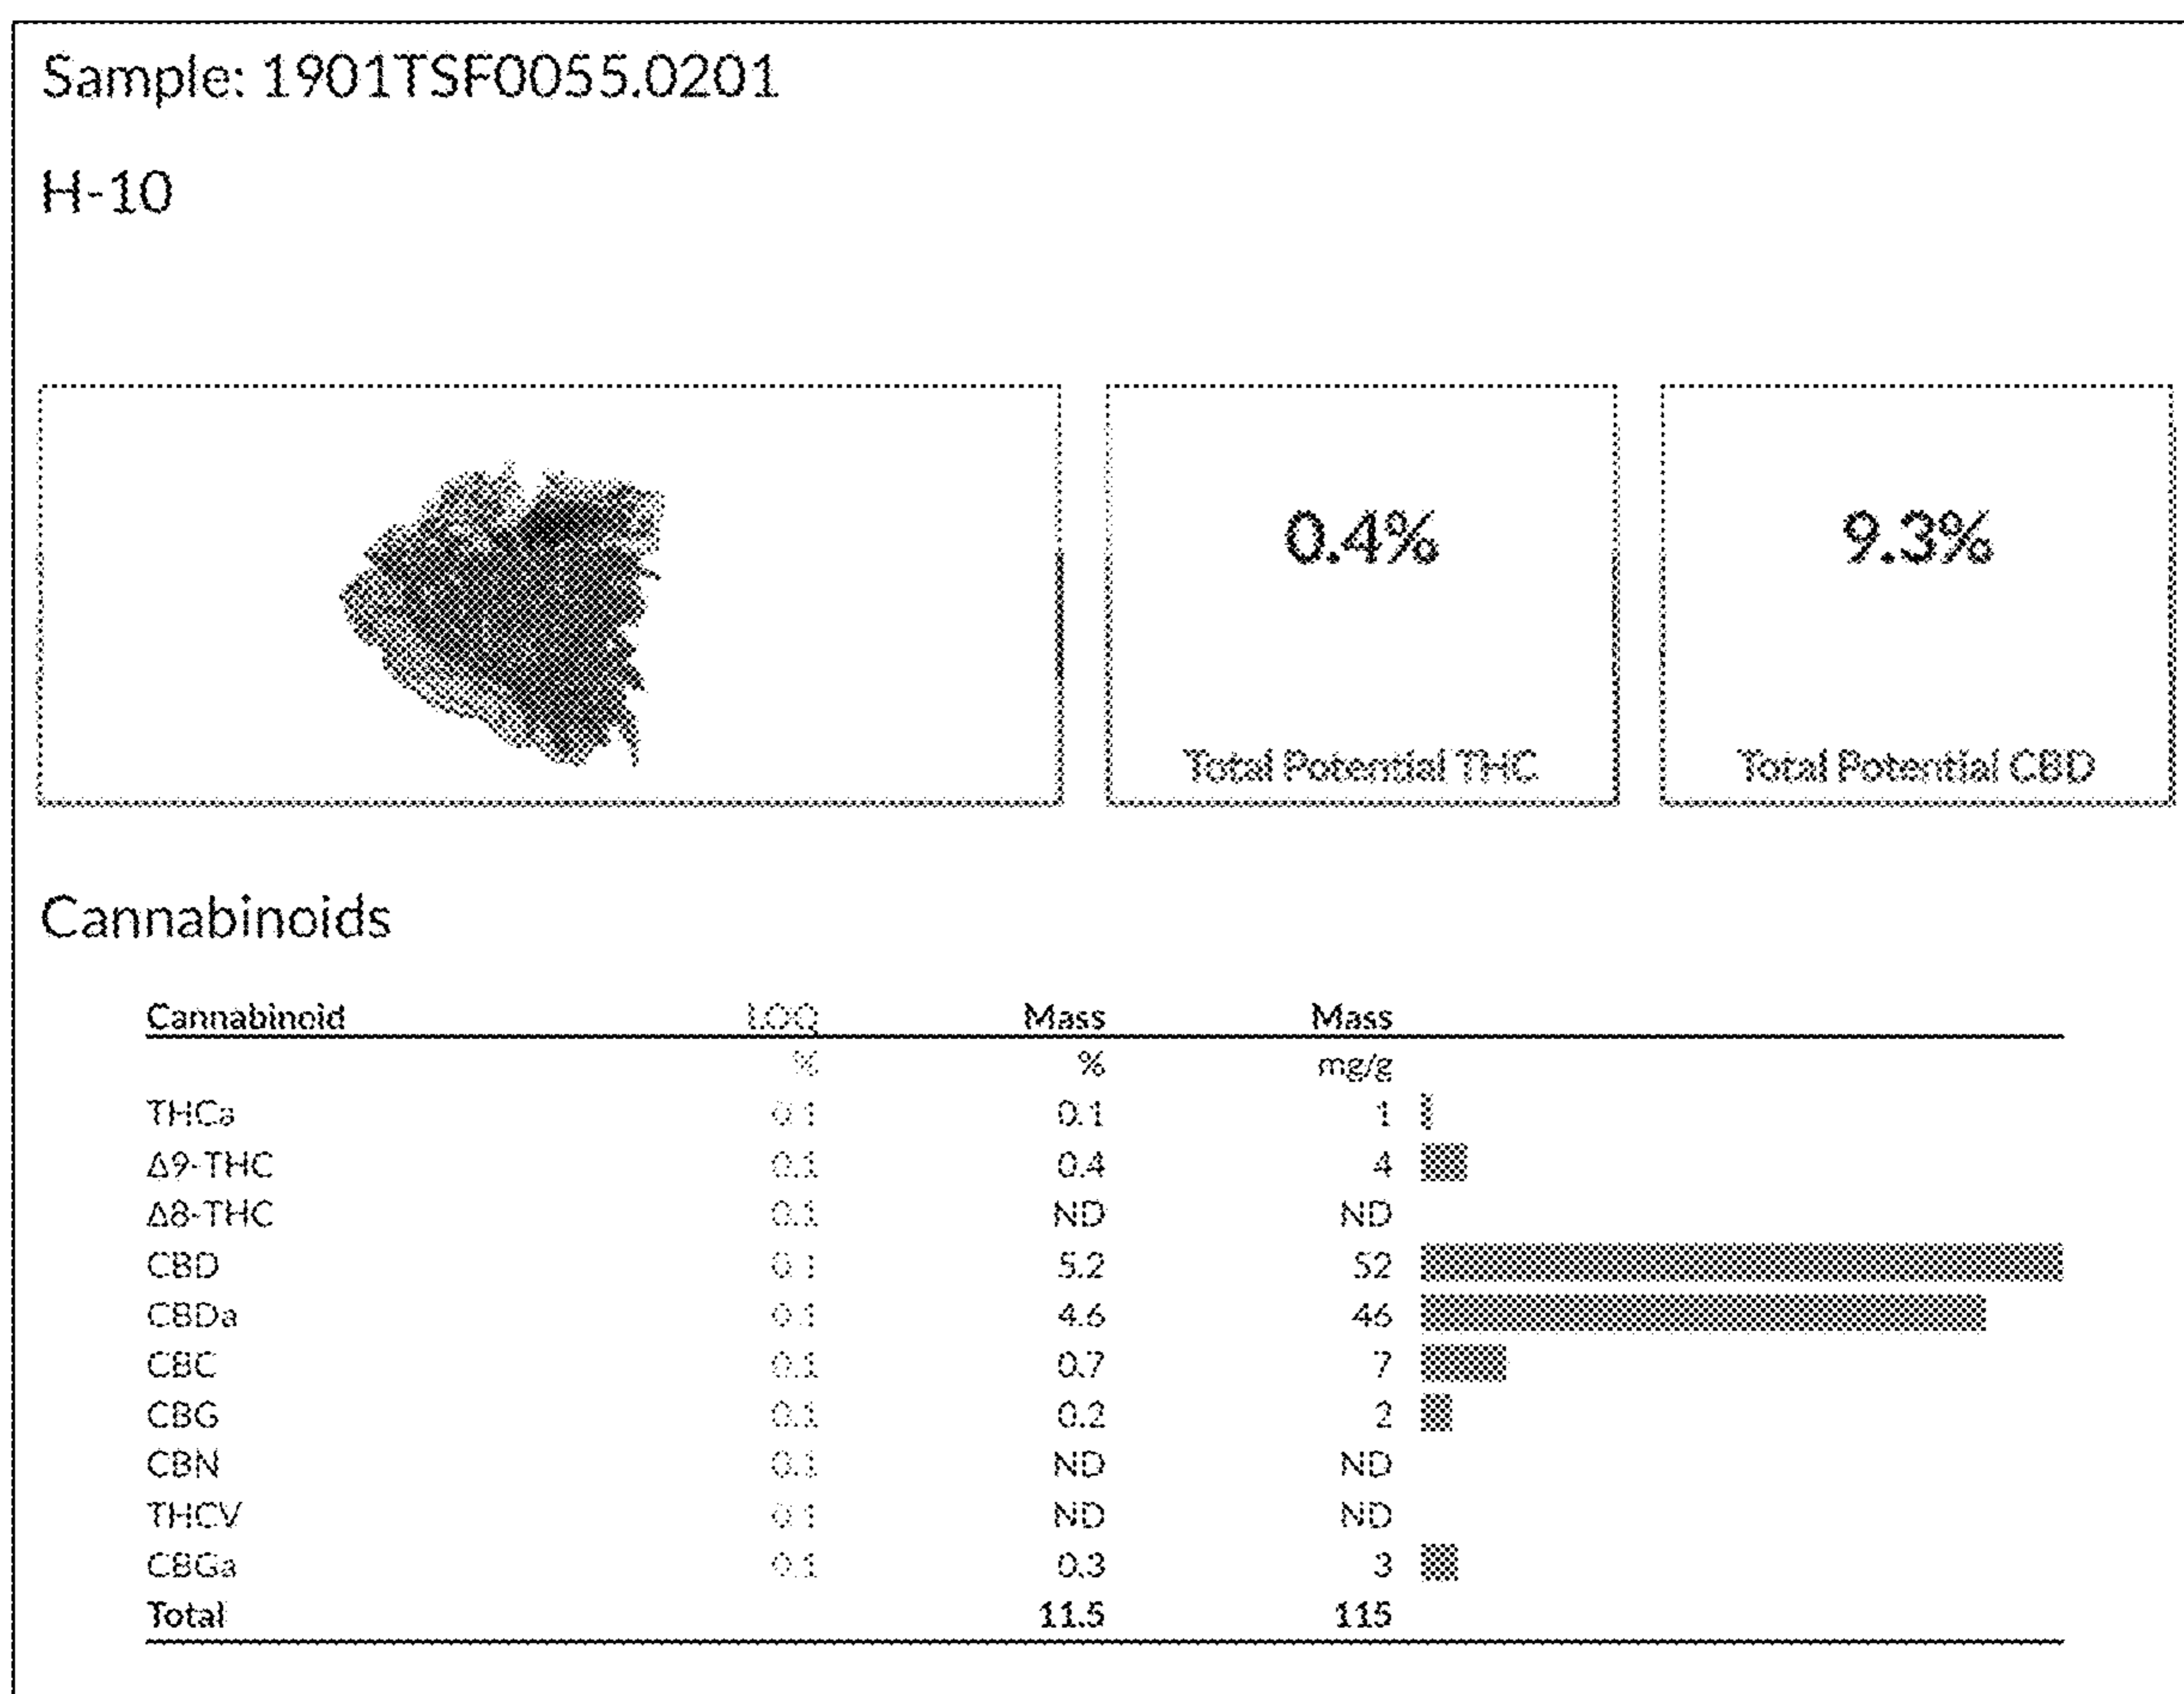 Sample: 1901TSF0055.0201
H-10
0.4%
Total Potential THC
9.3%
Total Potential CBD
Cannabinoids
Cannabinoid LOQ Mass Mass
% % mg/g
THCa 0.1 0.1 1
Δ9-THC 0.1 0.4 4
Δ8-THC 0.1 ND ND
CBD 0.1 5.2 52
CBDa 0.1 4.6 46
CBC 0.1 0.7 7
CBG 0.1 0.2 2
CBN 0.1 ND ND
THCV 0.1 ND ND
CBGa 0.1 0.3 3
Total 11.5 115